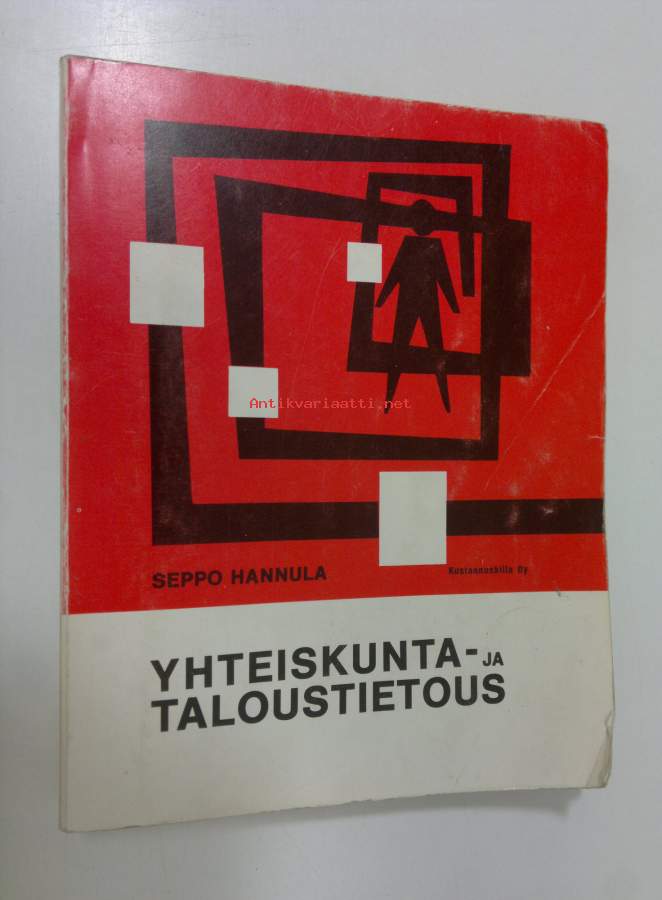 Antikvariaatti.net
SEPPO HANNULA
Kustannuskiila Oy
YHTEISKUNTA- JA
TALOUSTIETOUS